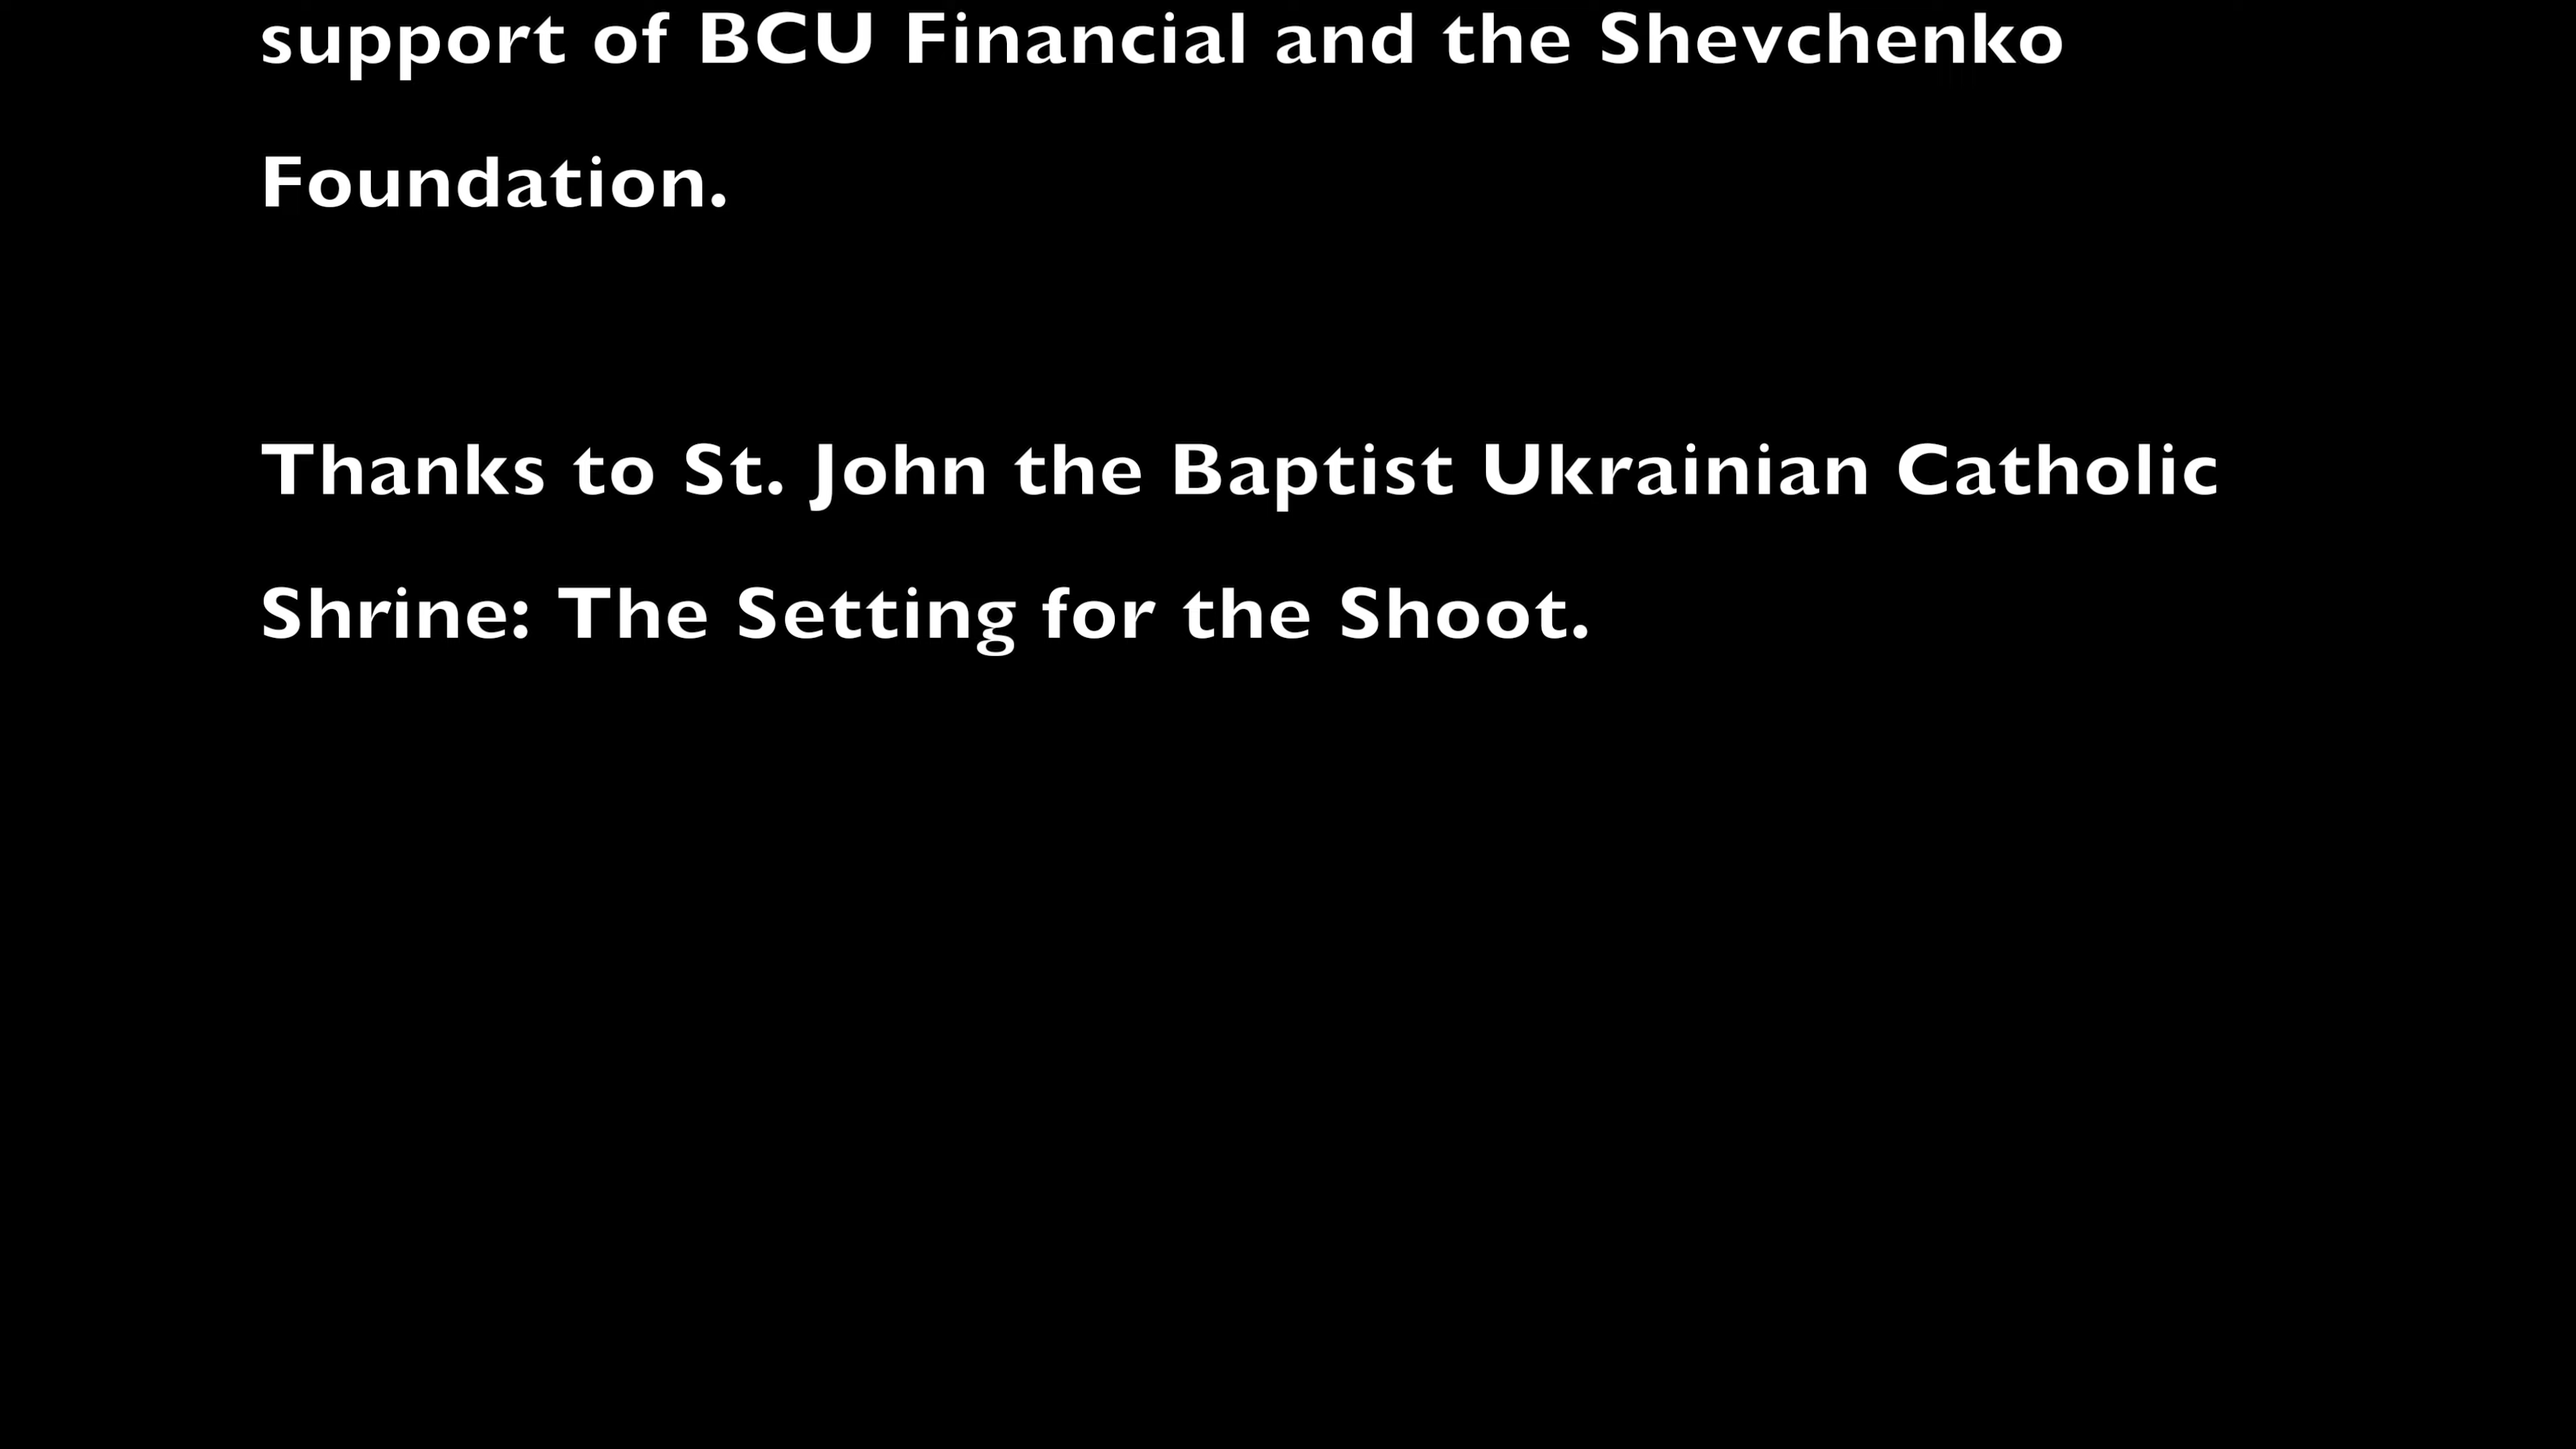 support of BCU Financial and the Shevchenko
Foundation.
Thanks to St. John the Baptist Ukrainian Catholic
Shrine: The Setting for the Shoot.